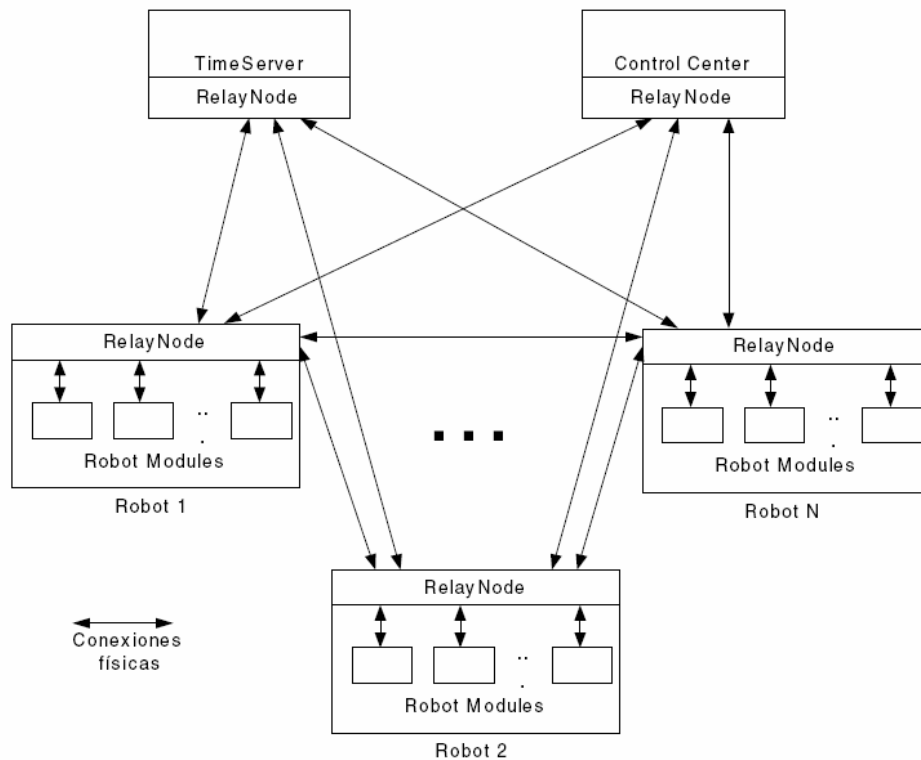 TimeServer
RelayNode
Control Center
RelayNode
RelayNode
Robot Modules
Robot 1
RelayNode
Robot Modules
Robot N
RelayNode
Robot Modules
Robot 2
Conexiones
físicas